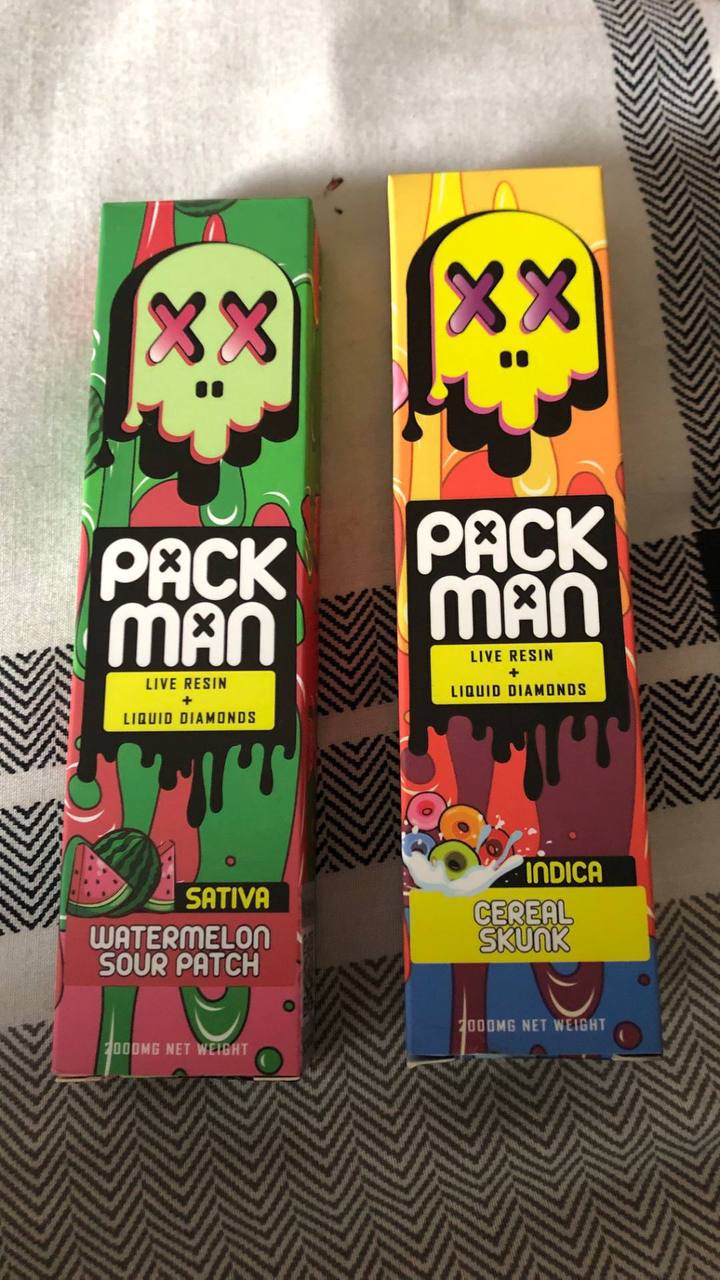 PACK
MAN
LIVE RESIN
+
LIQUID DIAMONDS
SATIVA
WATERMELON
SOUR PATCH
2000MG NET WEIGHT
PACK
MAN
LIVE RESIN
+
LIQUID DIAMONDS
INDICA
CEREAL
SKUNK
2000MG NET WEIGHT